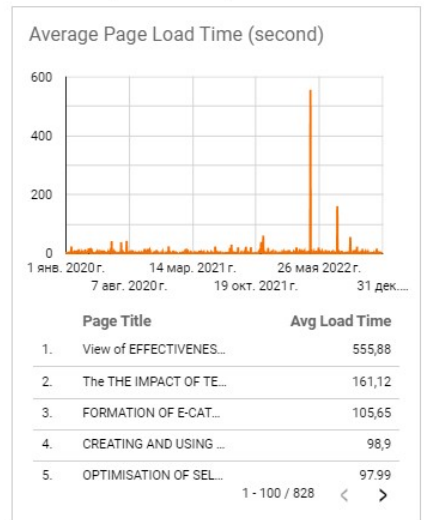 Average Page Load Time (second)
600
400
200
0
1 янв. 2020 г. 14 мар. 2021 г. 26 мая 2022 г.
7 авг. 2020 г. 19 окт. 2021 г. 31 дек....
Page Title Avg Load Time
1. View of EFFECTIVENES... 555,88
2. The THE IMPACT OF TE... 161,12
3. FORMATION OF E-CAT... 105,65
4. CREATING AND USING ... 98,9
5. OPTIMISATION OF SEL... 97,99
1 - 100 / 828 < >